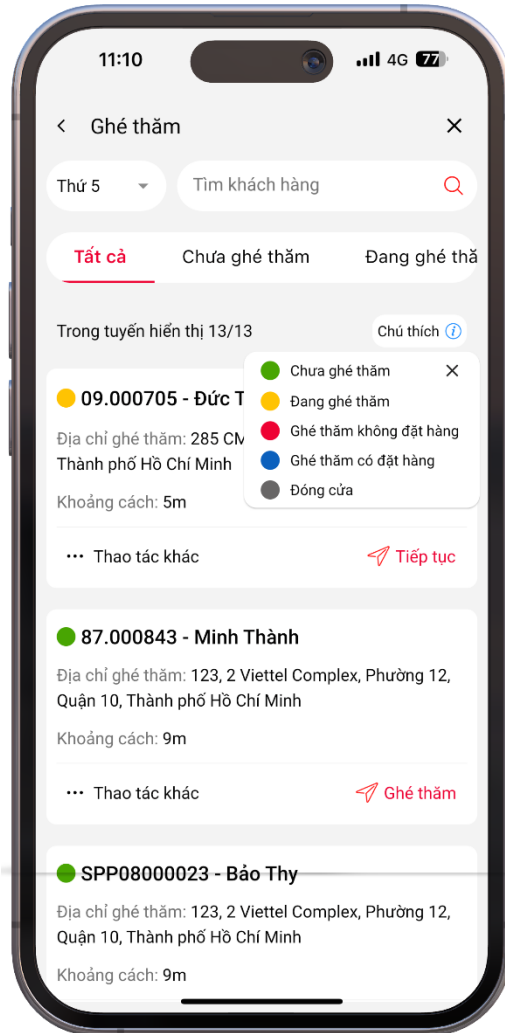 11:10
4G 77
Ghé thăm
Thứ 5
Tìm khách hàng
Tất cả
Chưa ghé thăm
Đang ghé thă
Trong tuyến hiển thị 13/13
Chú thích
Chưa ghé thăm
Đang ghé thăm
Ghé thăm không đặt hàng
Ghé thăm có đặt hàng
Đóng cửa
09.000705 - Đức T
Địa chỉ ghé thăm: 285 CM
Thành phố Hồ Chí Minh
Khoảng cách: 5m
Thao tác khác
Tiếp tục
87.000843 - Minh Thành
Địa chỉ ghé thăm: 123, 2 Viettel Complex, Phường 12,
Quận 10, Thành phố Hồ Chí Minh
Khoảng cách: 9m
Thao tác khác
Ghé thăm
SPP08000023 - Bảo Thy
Địa chỉ ghé thăm: 123, 2 Viettel Complex, Phường 12,
Quận 10, Thành phố Hồ Chí Minh
Khoảng cách: 9m